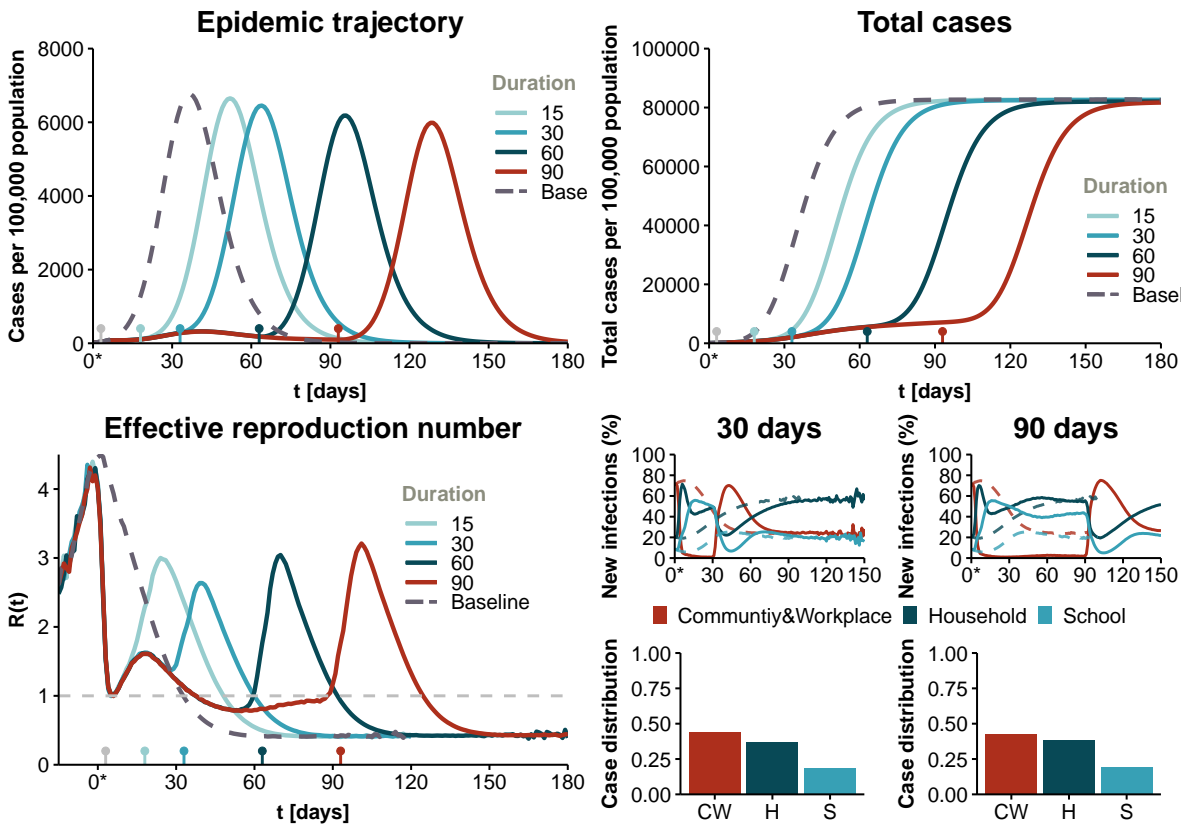 Epidemic trajectory
Cases per 100,000 population
8000
6000
4000
2000
0
0*
30
60
90
120
150
180
t [days]
Duration
15
30
60
90
Base
Total cases
Total cases per 100,000 population
100000
80000
60000
40000
20000
0
0*
30
60
90
120
150
180
t [days]
Duration
15
30
60
90
Basel
Effective reproduction number
R(t)
4
3
2
1
0
0*
30
60
90
120
150
180
t [days]
Duration
15
30
60
90
Baseline
30 days
New infections (%)
100
80
60
40
20
0
0*
30
60
90
120
150
90 days
New infections (%)
100
80
60
40
20
0
0*
30
60
90
120
150
Communtiy&Workplace
Household
School
Case distribution
1.00
0.75
0.50
0.25
0.00
CW
H
S
Case distribution
1.00
0.75
0.50
0.25
0.00
CW
H
S